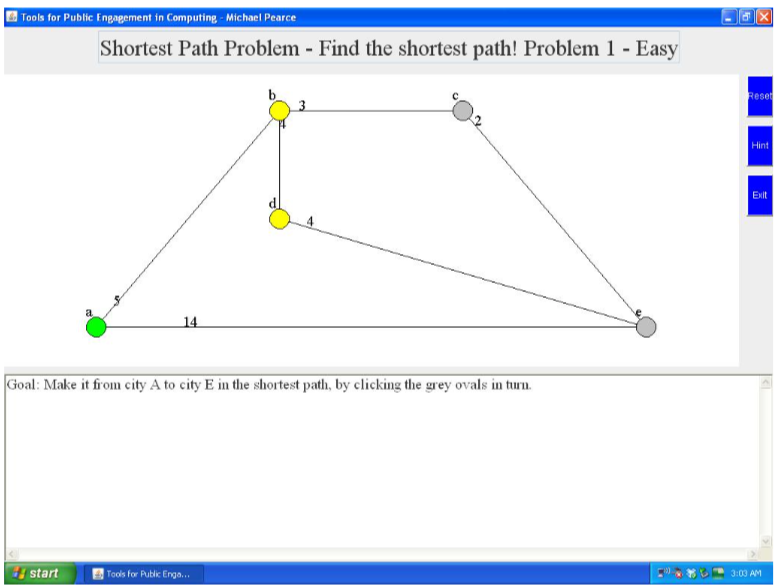 Tools for Public Engagement in Computing - Michael Pearce
Shortest Path Problem - Find the shortest path! Problem 1 - Easy
b
3
c
4
2
Reset
Hint
Exit
d
4
a
5
14
e
Goal: Make it from city A to city E in the shortest path, by clicking the grey ovals in turn.
start
Tools for Public Enga...
3:03 AM